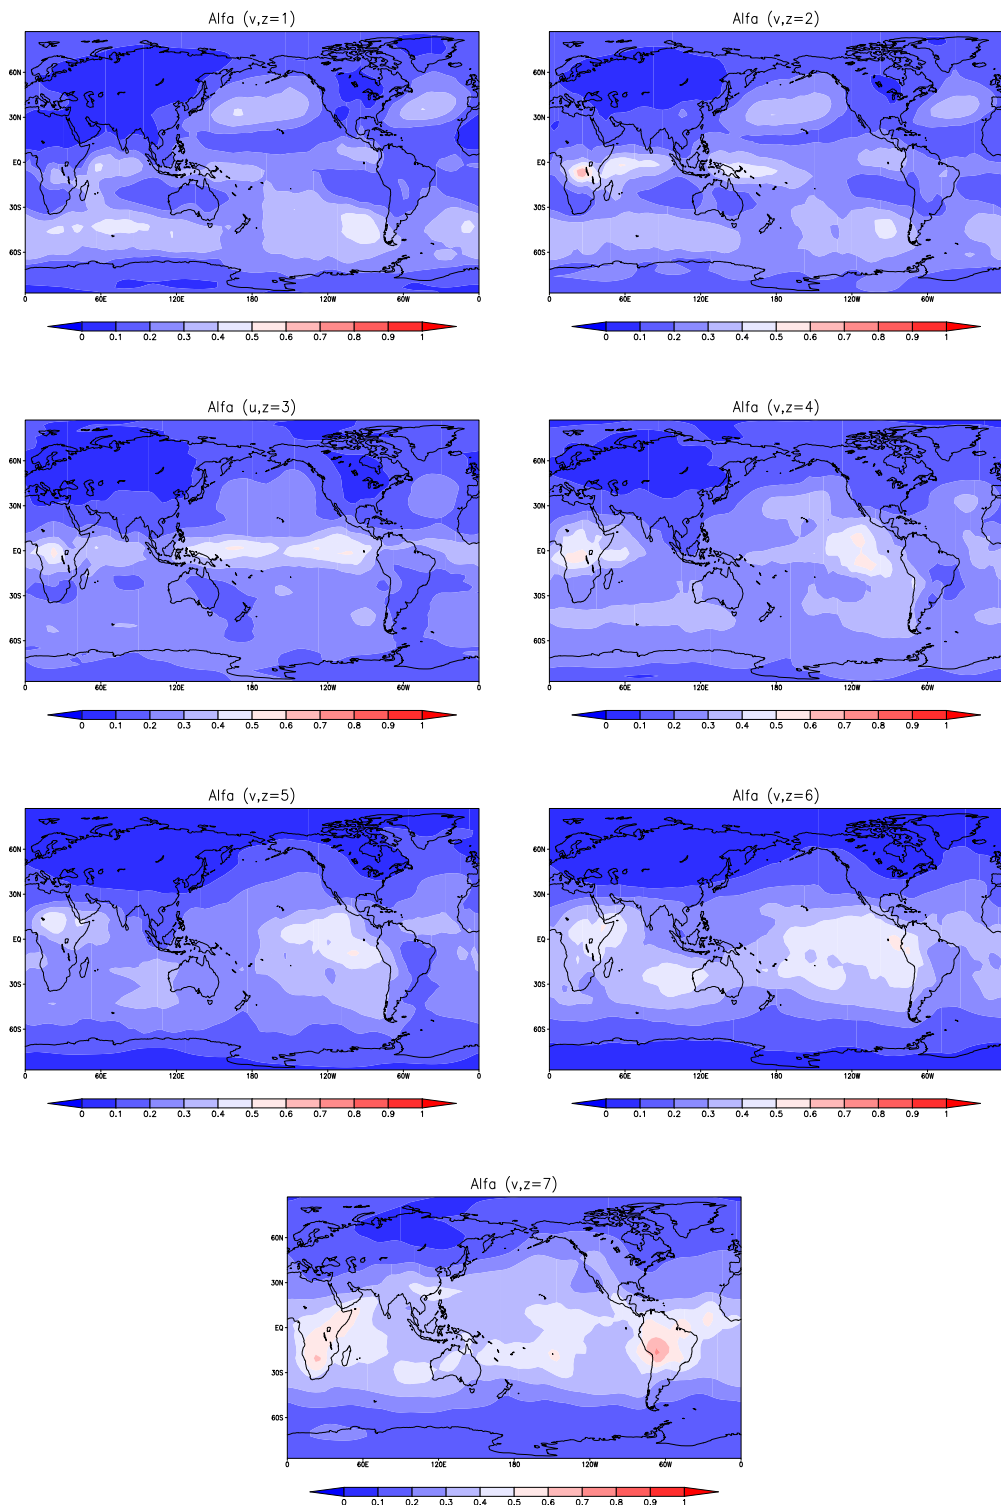 Alfa (v,z=1) Alfa (v,z=2)
60N 60N
30N 30N
EQ EQ
30S 30S
60S 60S
0 60E 120E 180 120W 60W 0 0 60E 120E 180 120W 60W
0 0.1 0.2 0.3 0.4 0.5 0.6 0.7 0.8 0.9 1 0 0.1 0.2 0.3 0.4 0.5 0.6 0.7 0.8 0.9 1
Alfa (u,z=3) Alfa (v,z=4)
60N 60N
30N 30N
EQ EQ
30S 30S
60S 60S
0 60E 120E 180 120W 60W 0 0 60E 120E 180 120W 60W
0 0.1 0.2 0.3 0.4 0.5 0.6 0.7 0.8 0.9 1 0 0.1 0.2 0.3 0.4 0.5 0.6 0.7 0.8 0.9 1
Alfa (v,z=5) Alfa (v,z=6)
60N 60N
30N 30N
EQ EQ
30S 30S
60S 60S
0 60E 120E 180 120W 60W 0 0 60E 120E 180 120W 60W
0 0.1 0.2 0.3 0.4 0.5 0.6 0.7 0.8 0.9 1 0 0.1 0.2 0.3 0.4 0.5 0.6 0.7 0.8 0.9 1
Alfa (v,z=7)
60N
30N
EQ
30S
60S
0 60E 120E 180 120W 60W 0
0 0.1 0.2 0.3 0.4 0.5 0.6 0.7 0.8 0.9 1